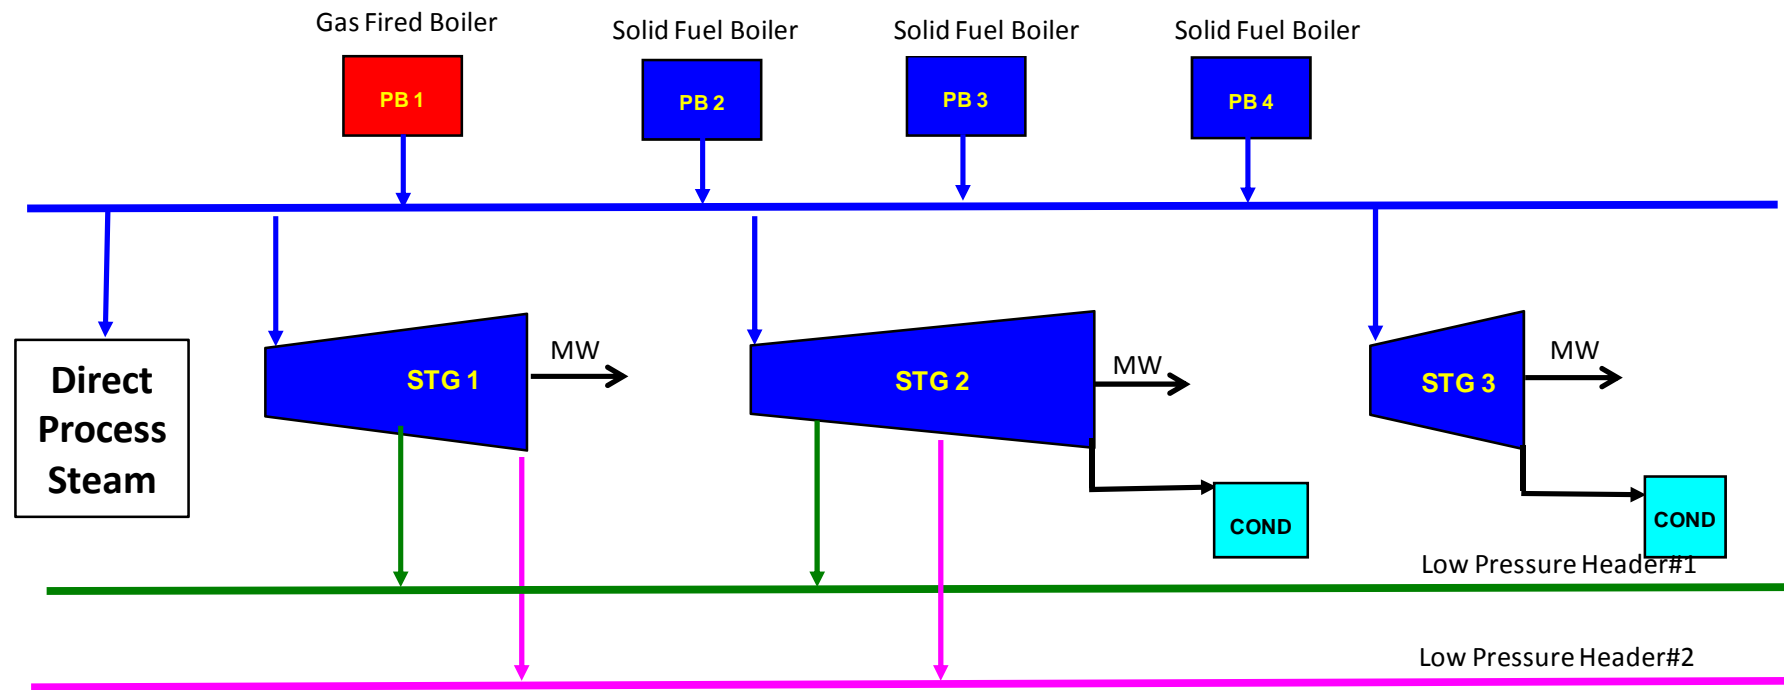 Gas Fired Boiler
Solid Fuel Boiler
Solid Fuel Boiler
Solid Fuel Boiler
PB 1
PB 2
PB 3
PB 4
Direct
Process
Steam
STG 1
MW
STG 2
MW
STG 3
MW
COND
COND
Low Pressure Header#1
Low Pressure Header#2